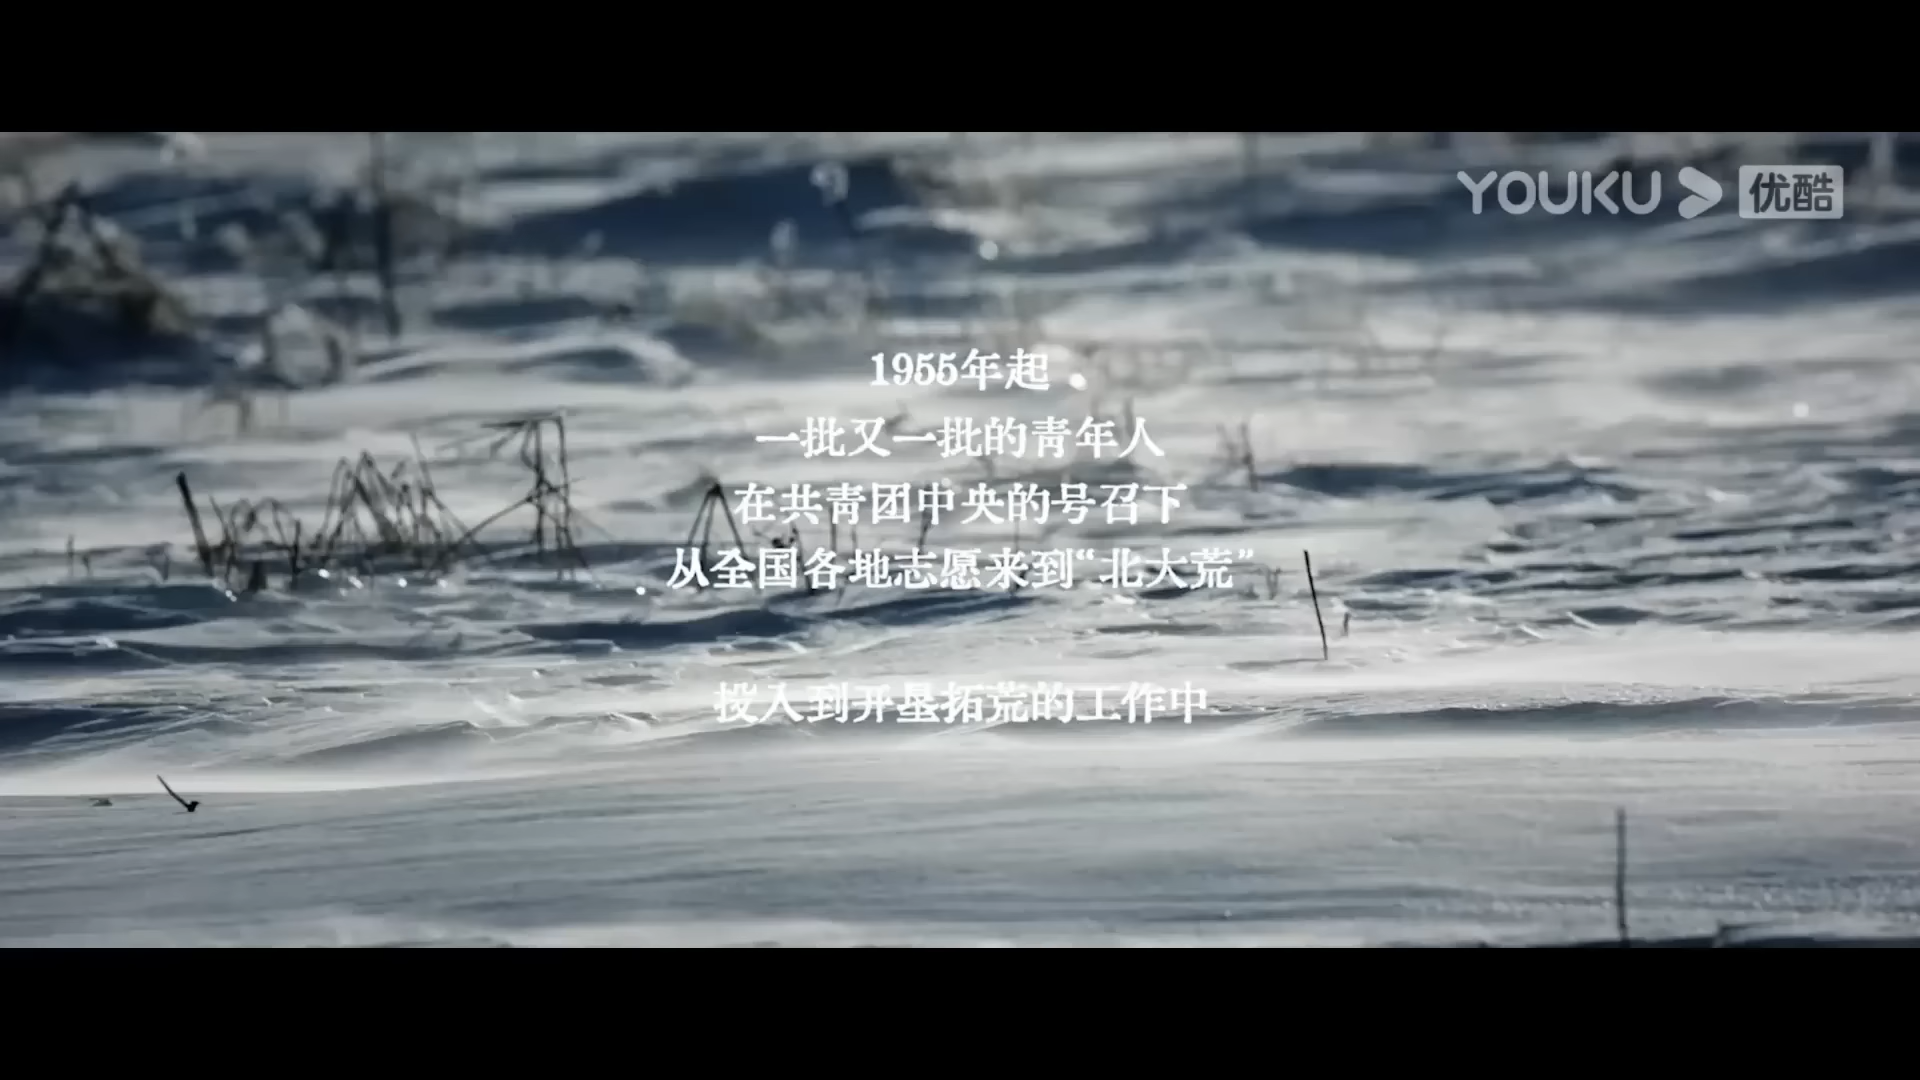 YOUKU 优酷
1955年起
一批又一批的青年人
在共青团中央的号召下
从全国各地志愿来到“北大荒”
投入到开垦拓荒的工作中